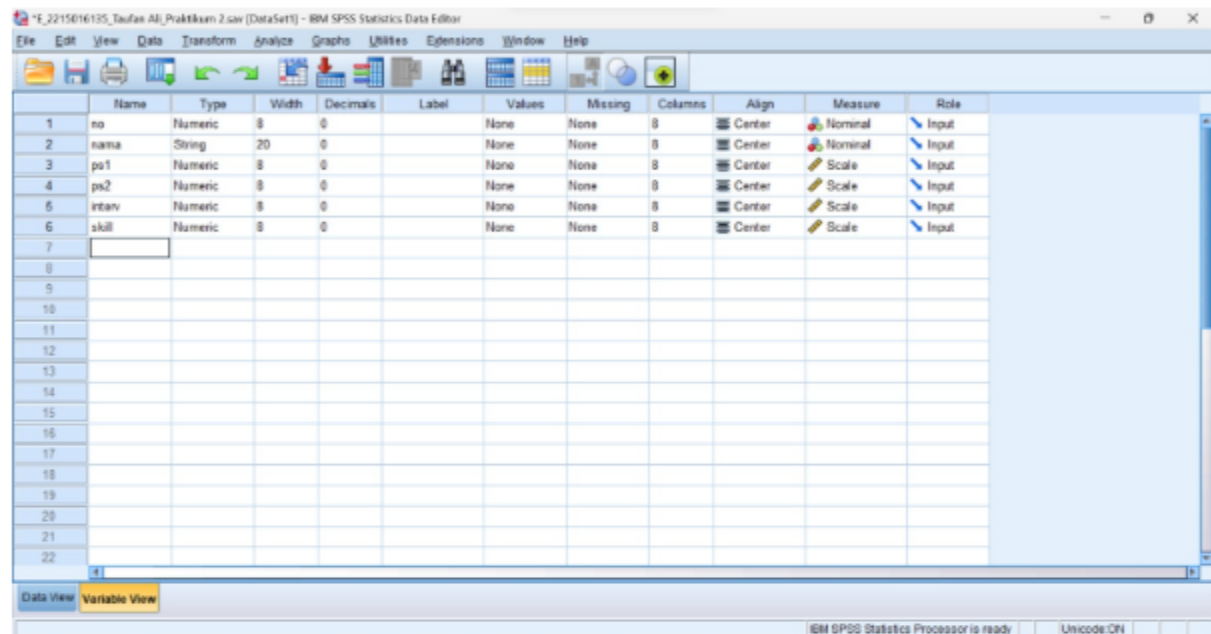 *E_2215016135_Taufan Ali_Praktikum 2.sav [DataSet1] - IBM SPSS Statistics Data Editor
File Edit View Data Transform Analyze Graphs Utilities Extensions Window Help
Name Type Width Decimals Label Values Missing Columns Align Measure Role
1 no Numeric 8 0 None None 8 Center Nominal Input
2 nama String 20 0 None None 8 Center Nominal Input
3 ps1 Numeric 8 0 None None 8 Center Scale Input
4 ps2 Numeric 8 0 None None 8 Center Scale Input
5 interv Numeric 8 0 None None 8 Center Scale Input
6 skill Numeric 8 0 None None 8 Center Scale Input
7
8
9
10
11
12
13
14
15
16
17
18
19
20
21
22
Data View Variable View
IBM SPSS Statistics Processor is ready Unicode:ON